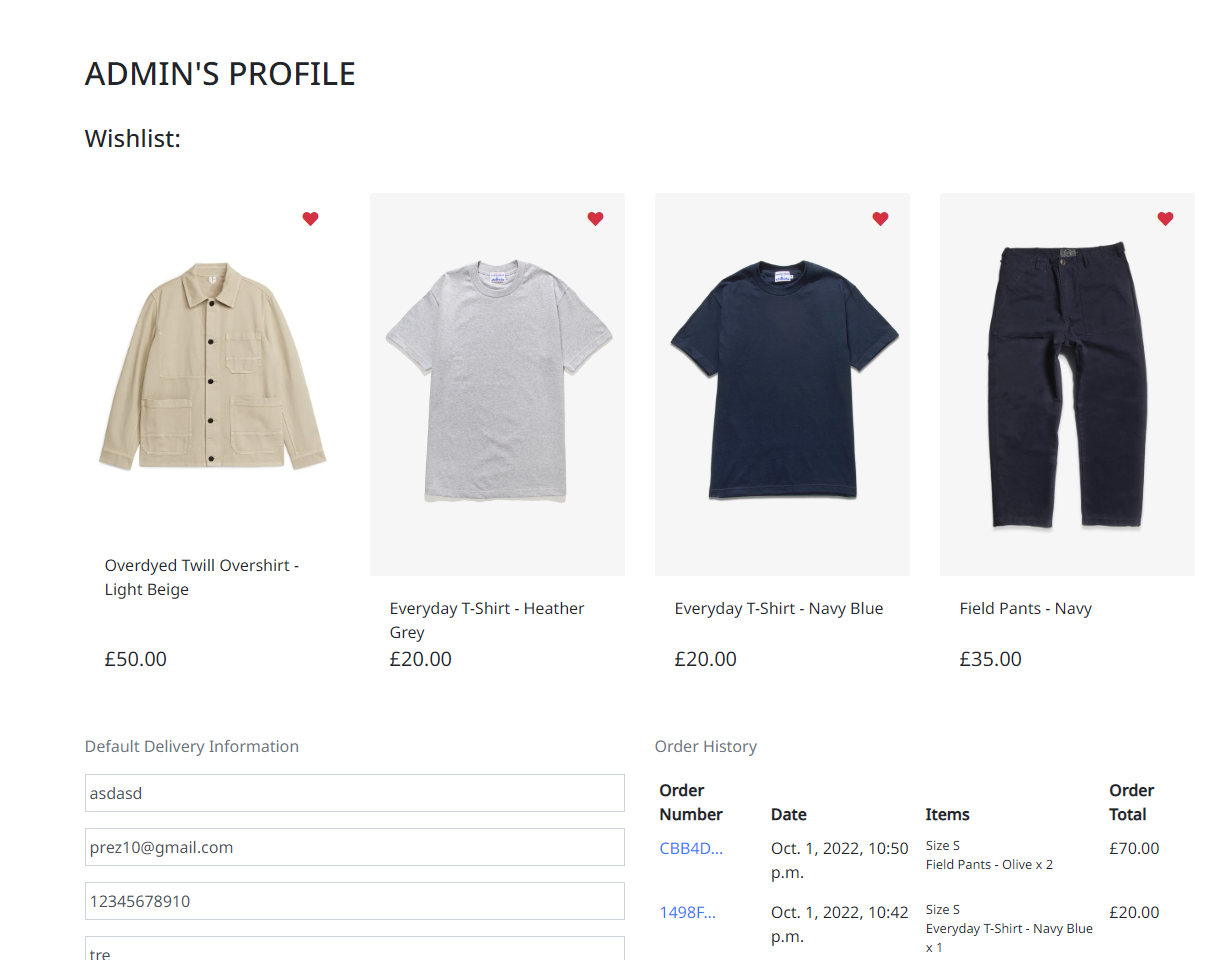 ADMIN'S PROFILE
Wishlist:
Overdyed Twill Overshirt -
Light Beige
£50.00
Everyday T-Shirt - Heather
Grey
£20.00
Everyday T-Shirt - Navy Blue
£20.00
Field Pants - Navy
£35.00
Default Delivery Information
asdasd
prez10@gmail.com
12345678910
tre
Order History
Order
Number
Date
Items
Order
Total
CBB4D...
Oct. 1, 2022, 10:50
p.m.
Size S
Field Pants - Olive x 2
£70.00
1498F...
Oct. 1, 2022, 10:42
p.m.
Size S
Everyday T-Shirt - Navy Blue
x 1
£20.00